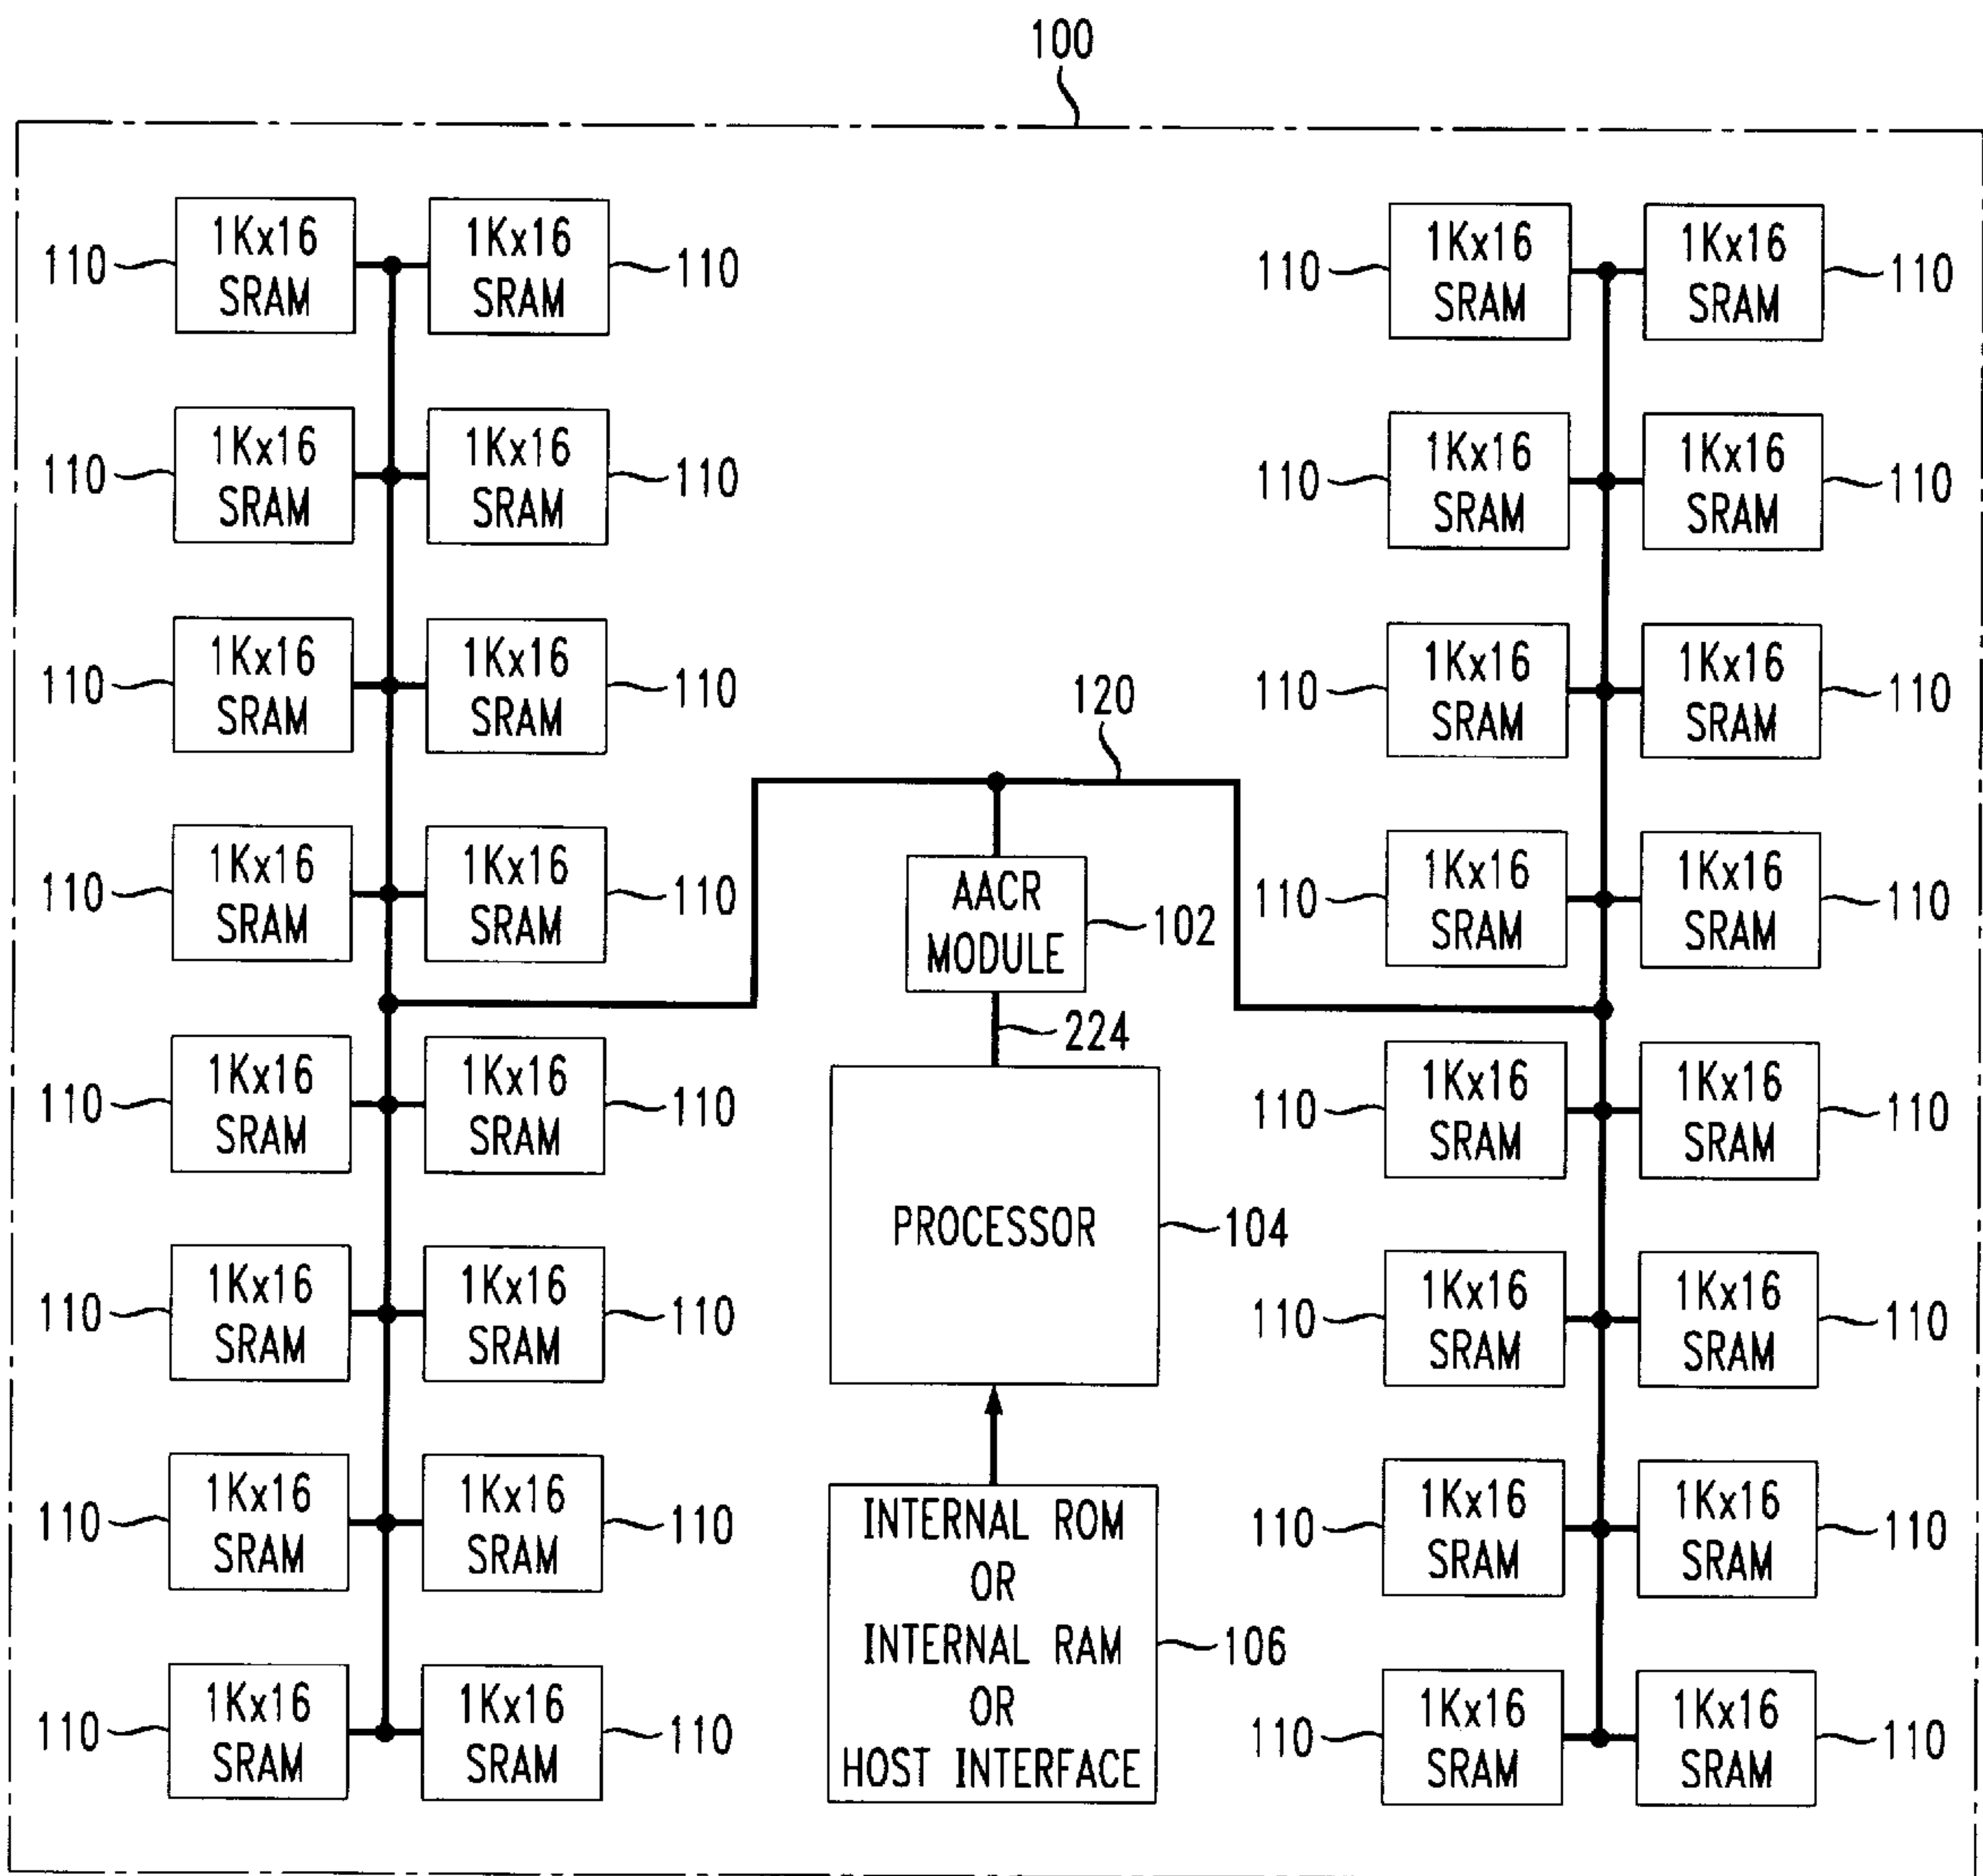 100
1Kx16
SRAM
1Kx16
SRAM
1Kx16
SRAM
1Kx16
SRAM
110
110
110
110
1Kx16
SRAM
1Kx16
SRAM
1Kx16
SRAM
1Kx16
SRAM
110
110
110
110
1Kx16
SRAM
1Kx16
SRAM
1Kx16
SRAM
1Kx16
SRAM
110
110
110
110
120
1Kx16
SRAM
1Kx16
SRAM
1Kx16
SRAM
1Kx16
SRAM
110
110
110
110
AACR
MODULE
102
224
1Kx16
SRAM
1Kx16
SRAM
1Kx16
SRAM
1Kx16
SRAM
110
110
110
110
PROCESSOR
104
1Kx16
SRAM
1Kx16
SRAM
1Kx16
SRAM
1Kx16
SRAM
110
110
110
110
1Kx16
SRAM
1Kx16
SRAM
1Kx16
SRAM
1Kx16
SRAM
110
110
110
110
INTERNAL ROM
OR
INTERNAL RAM
OR
HOST INTERFACE
106
1Kx16
SRAM
1Kx16
SRAM
1Kx16
SRAM
1Kx16
SRAM
110
110
110
110